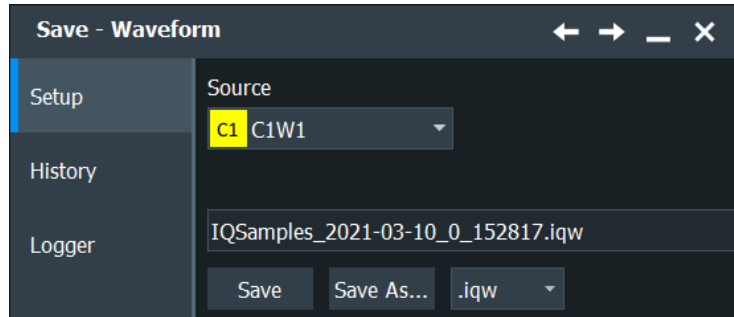 Save - Waveform
Setup
Source
C1 C1W1
History
IQSamples_2021-03-10_0_152817.iqw
Logger
Save Save As... .iqw